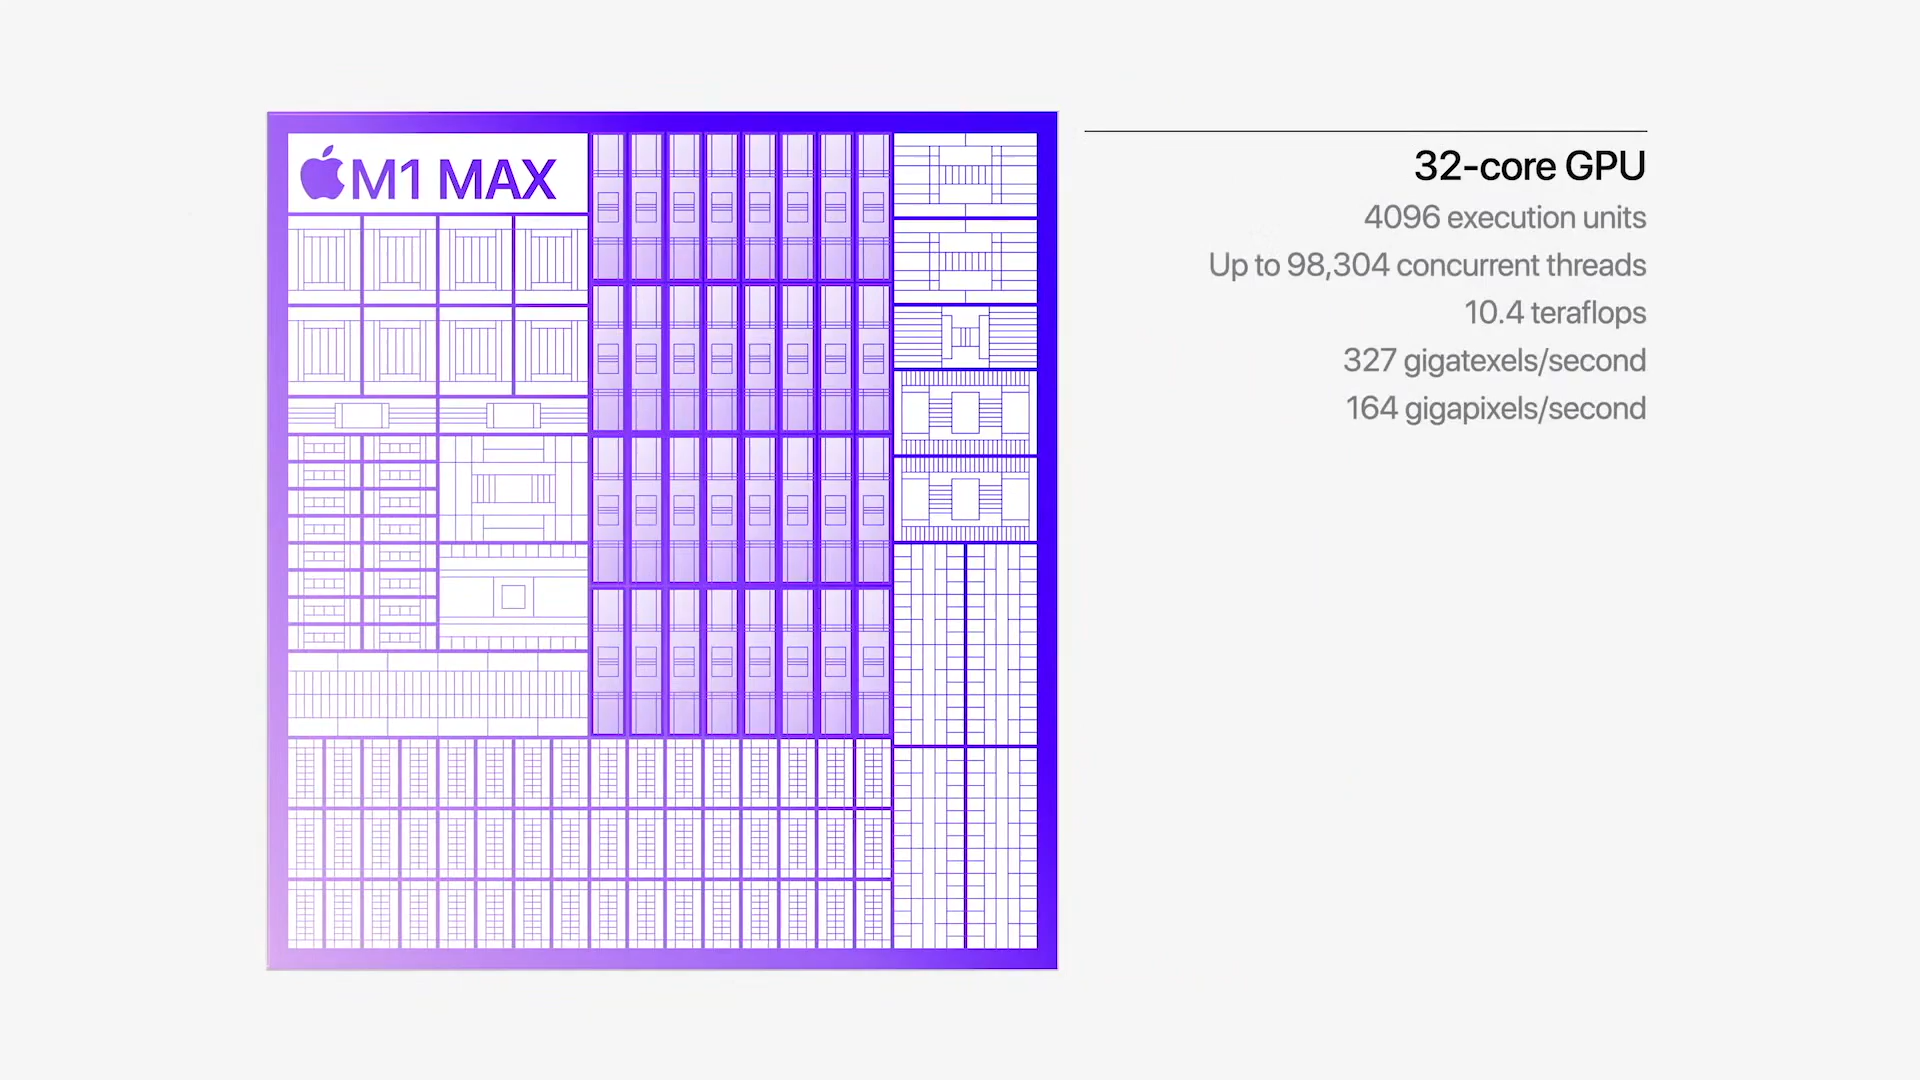 M1 MAX
32-core GPU
4096 execution units
Up to 98,304 concurrent threads
10.4 teraflops
327 gigatexels/second
164 gigapixels/second